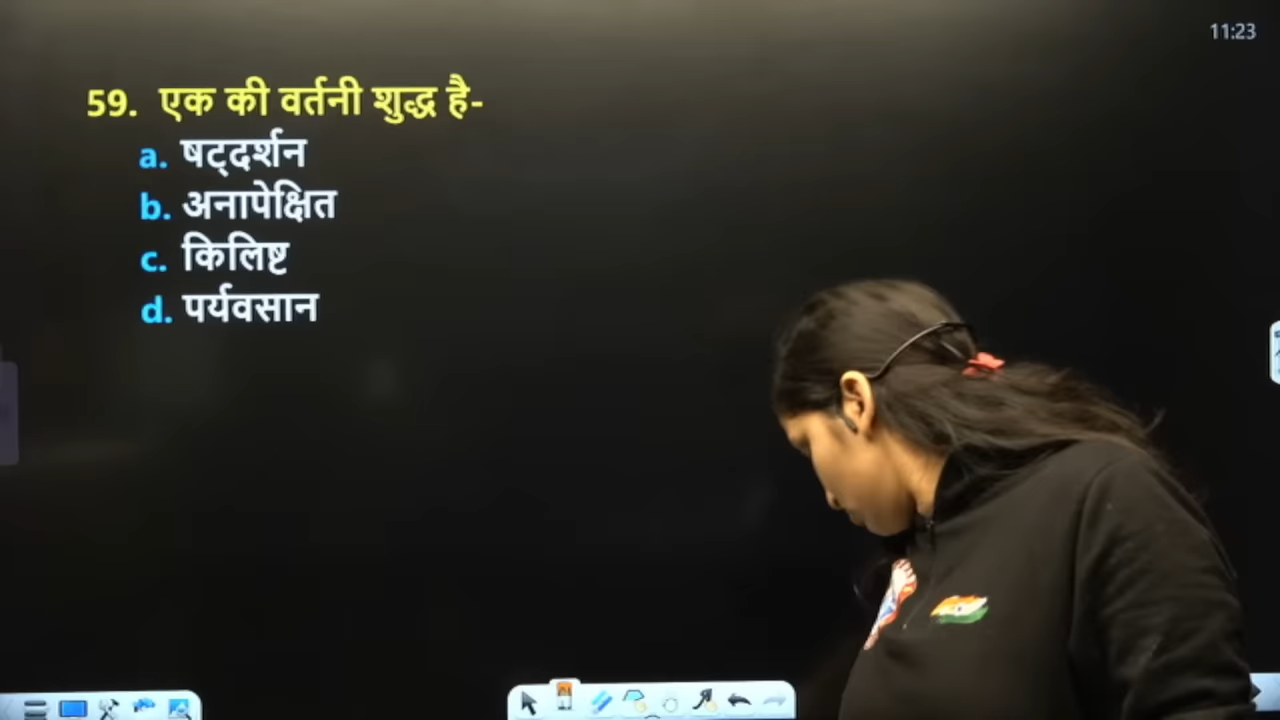 11:23
59. एक की वर्तनी शुद्ध है-
a. षट्दर्शन
b. अनापेक्षित
c. किलिष्ट
d. पर्यवसान